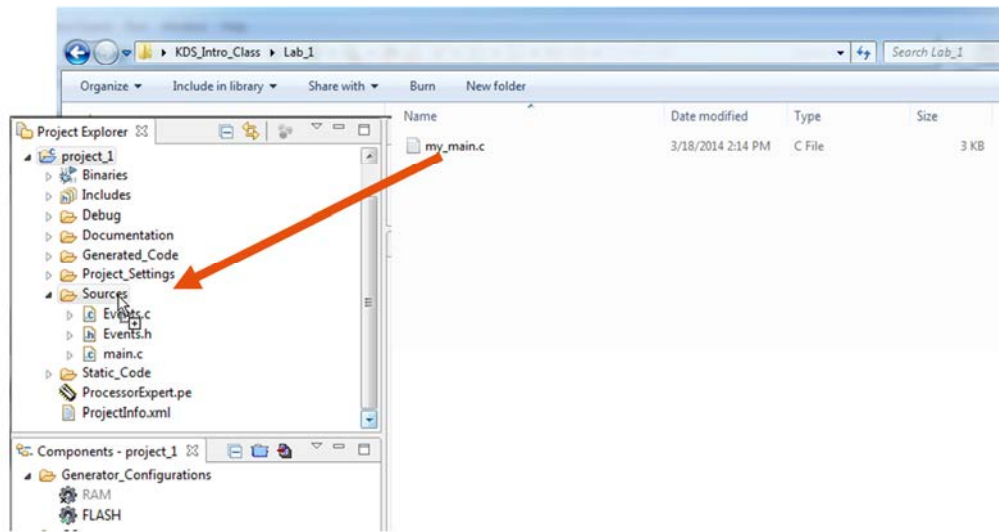 KDS_Intro_Class Lab_1
Search Lab_1
Organize Include in library Share with Burn New folder
Name Date modified Type Size
my_main.c 3/18/2014 2:14 PM C File 3 KB
Project Explorer
project_1
Binaries
Includes
Debug
Documentation
Generated_Code
Project_Settings
Sources
Events.c
Events.h
main.c
Static_Code
ProcessorExpert.pe
ProjectInfo.xml
Components - project_1
Generator_Configurations
RAM
FLASH